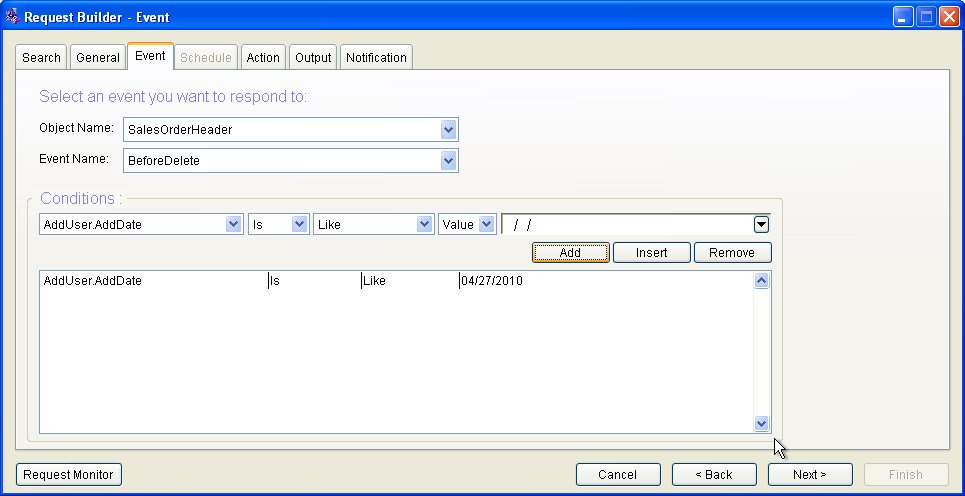 Request Builder - Event
Search General Event Schedule Action Output Notification
Select an event you want to respond to:
Object Name: SalesOrderHeader
Event Name: BeforeDelete
Conditions :
AddUser.AddDate Is Like Value / /
Add Insert Remove
AddUser.AddDate Is Like 04/27/2010
Request Monitor Cancel < Back Next > Finish